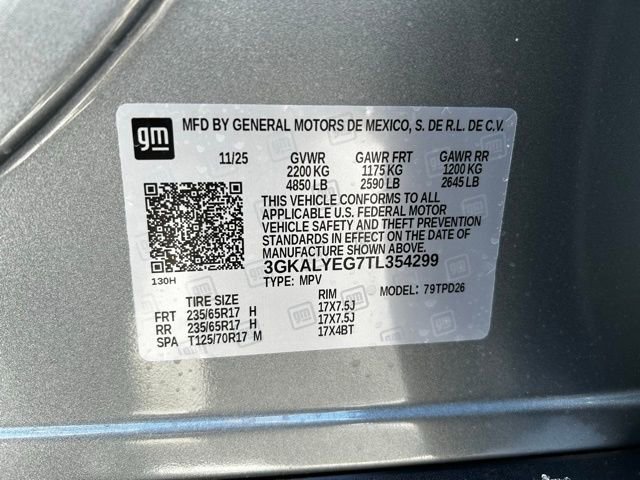 gm MFD BY GENERAL MOTORS DE MEXICO, S. DE R.L. DE C.V.
11/25 GVWR GAWR FRT GAWR RR
2200 KG 1175 KG 1200 KG
4850 LB 2590 LB 2645 LB
THIS VEHICLE CONFORMS TO ALL
APPLICABLE U.S. FEDERAL MOTOR
VEHICLE SAFETY AND THEFT PREVENTION
STANDARDS IN EFFECT ON THE DATE OF
MANUFACTURE SHOWN ABOVE.
3GKALYEG7TL354299
130H TYPE: MPV MODEL: 79TPD26
TIRE SIZE RIM
FRT 235/65R17 H 17X7.5J
RR 235/65R17 H 17X7.5J
SPA T125/70R17 M 17X4BT